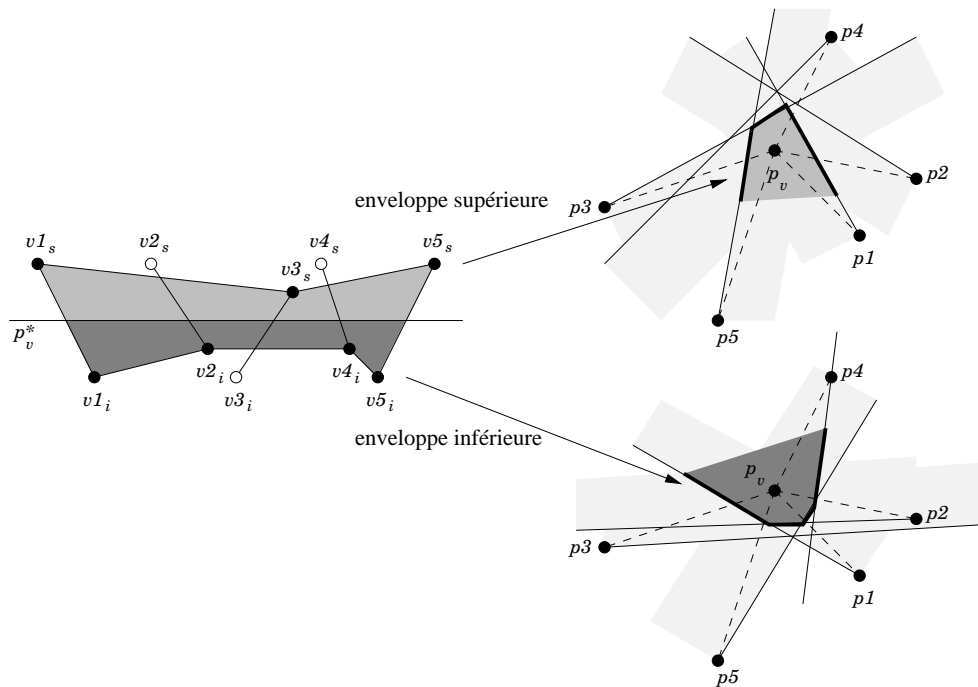 p4
p2
p_v
p3
enveloppe supérieure
p1
v1_s
v2_s
v4_s
v5_s
v3_s
p_v^*
p5
v2_i
v4_i
v1_i
v3_i
v5_i
p4
enveloppe inférieure
p_v
p2
p3
p1
p5